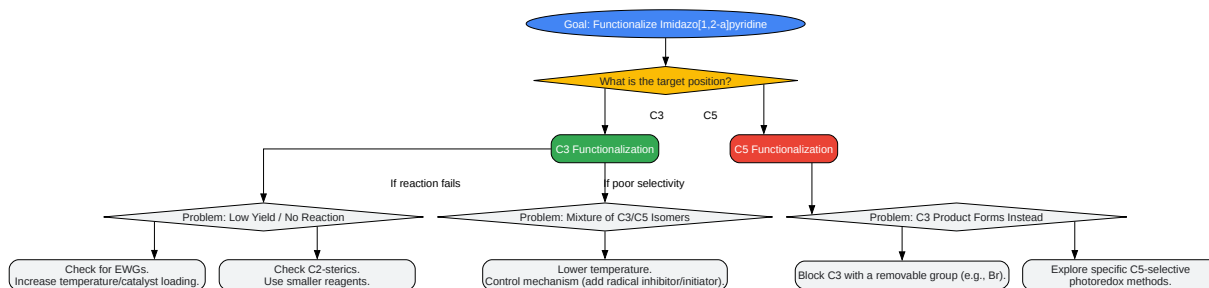 Goal: Functionalize Imidazo[1,2-a]pyridine
What is the target position?
C3
C5
C3 Functionalization
C5 Functionalization
If reaction fails
If poor selectivity
Problem: Low Yield / No Reaction
Problem: Mixture of C3/C5 Isomers
Problem: C3 Product Forms Instead
Check for EWGs.
Increase temperature/catalyst loading.
Check C2-sterics.
Use smaller reagents.
Lower temperature.
Control mechanism (add radical inhibitor/initiator).
Block C3 with a removable group (e.g., Br).
Explore specific C5-selective
photoredox methods.